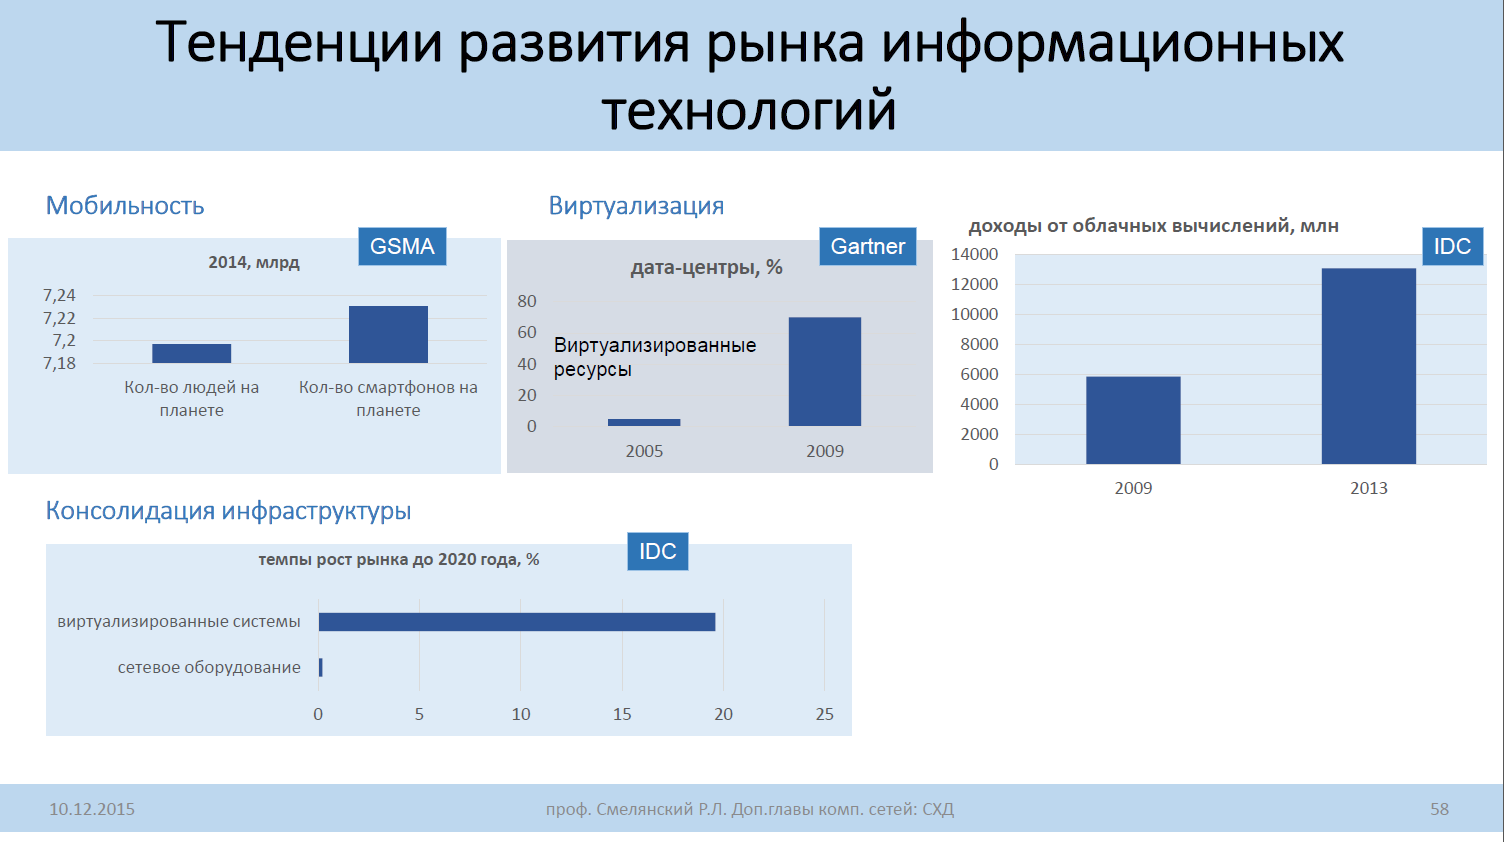 Тенденции развития рынка информационных
технологий
Мобильность
GSMA
2014, млрд
7,24
7,22
7,2
7,18
Кол-во людей на
планете
Кол-во смартфонов на
планете
Виртуализация
Gartner
дата-центры, %
80
60
40
20
0
Виртуализированные
ресурсы
2005
2009
доходы от облачных вычислений, млн
IDC
14000
12000
10000
8000
6000
4000
2000
0
2009
2013
Консолидация инфраструктуры
IDC
темпы рост рынка до 2020 года, %
виртуализированные системы
сетевое оборудование
0
5
10
15
20
25
10.12.2015
проф. Смелянский Р.Л. Доп.главы комп. сетей: СХД
58